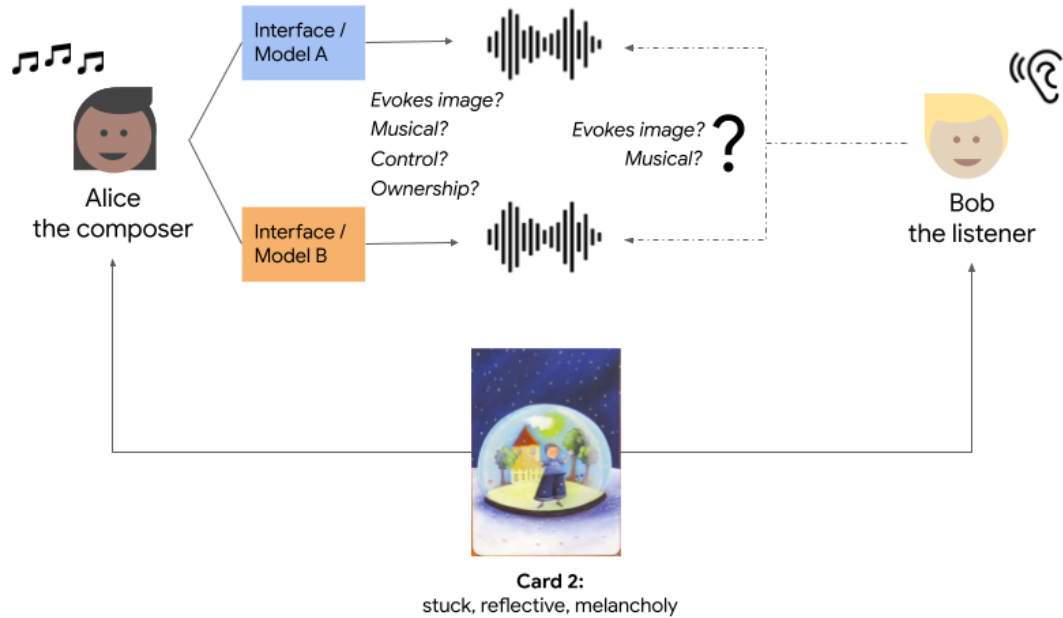 Interface /
Model A
Evokes image?
Musical?
Control?
Ownership?
Evokes image?
Musical?
?
Alice
the composer
Interface /
Model B
Bob
the listener
Card 2:
stuck, reflective, melancholy